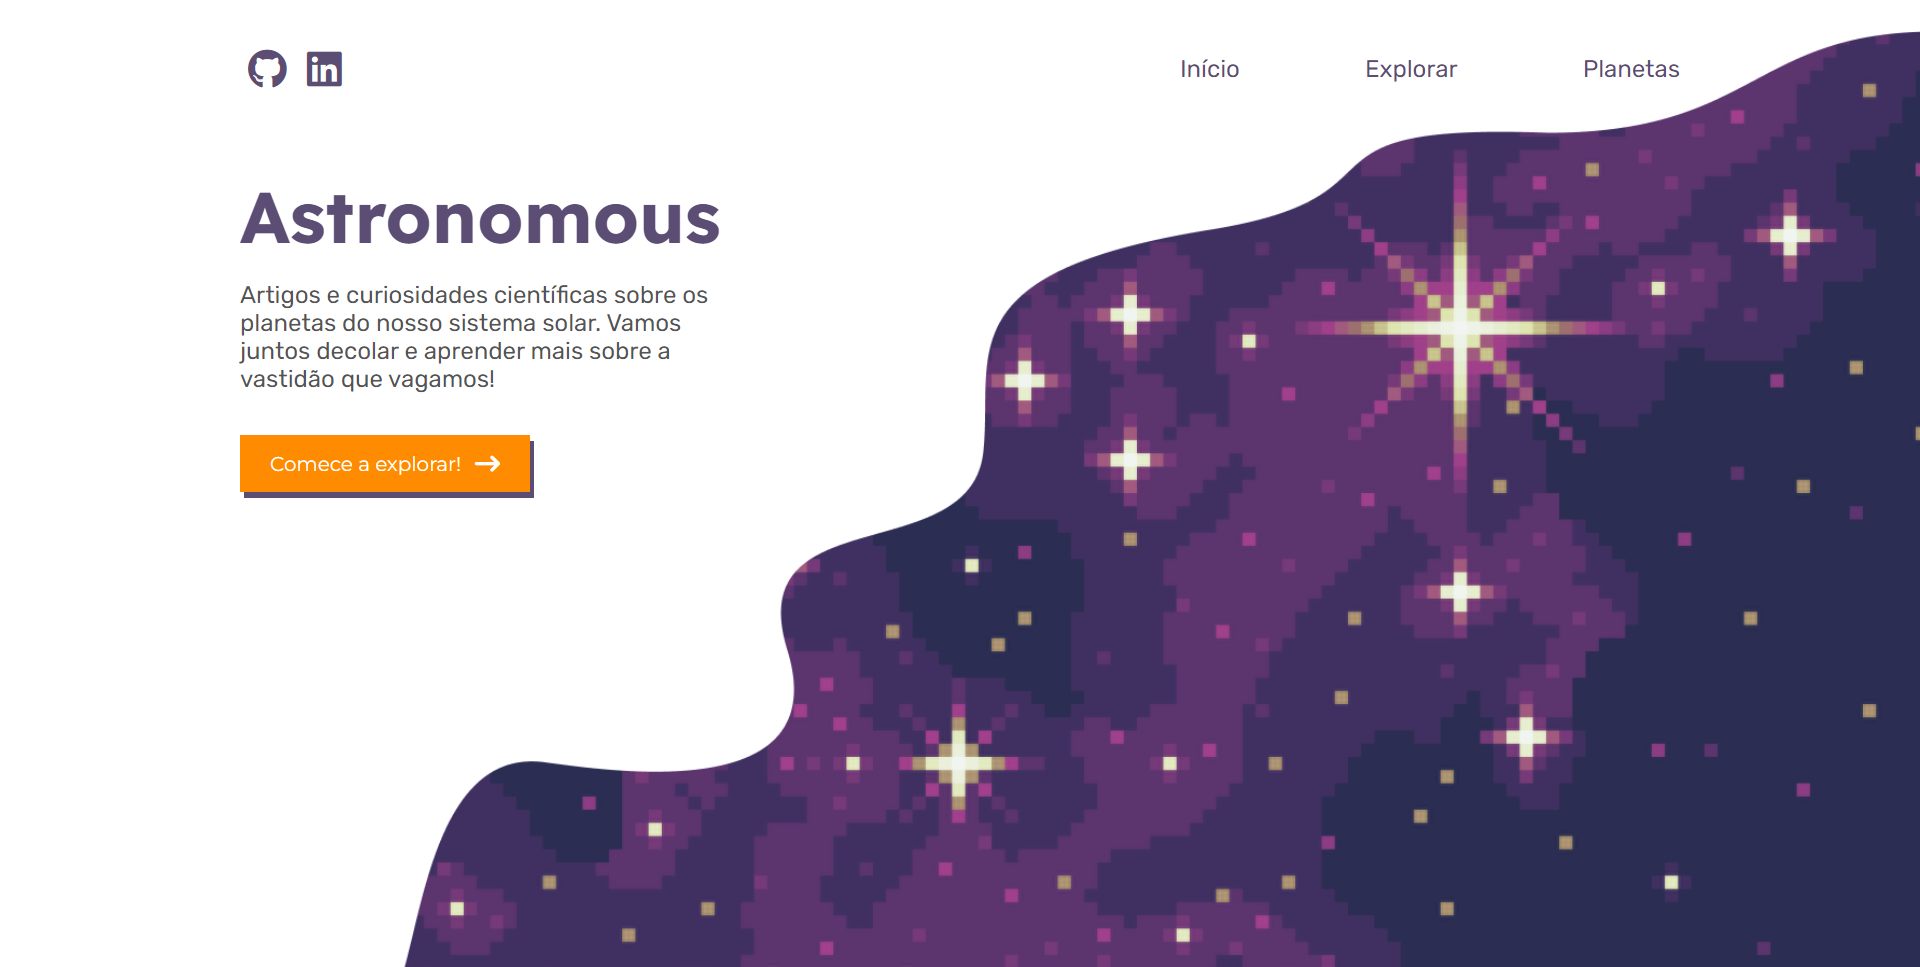 in
Início
Explorar
Planetas
Astronomous
Artigos e curiosidades científicas sobre os
planetas do nosso sistema solar. Vamos
juntos decolar e aprender mais sobre a
vastidão que vagamos!
Comece a explorar!